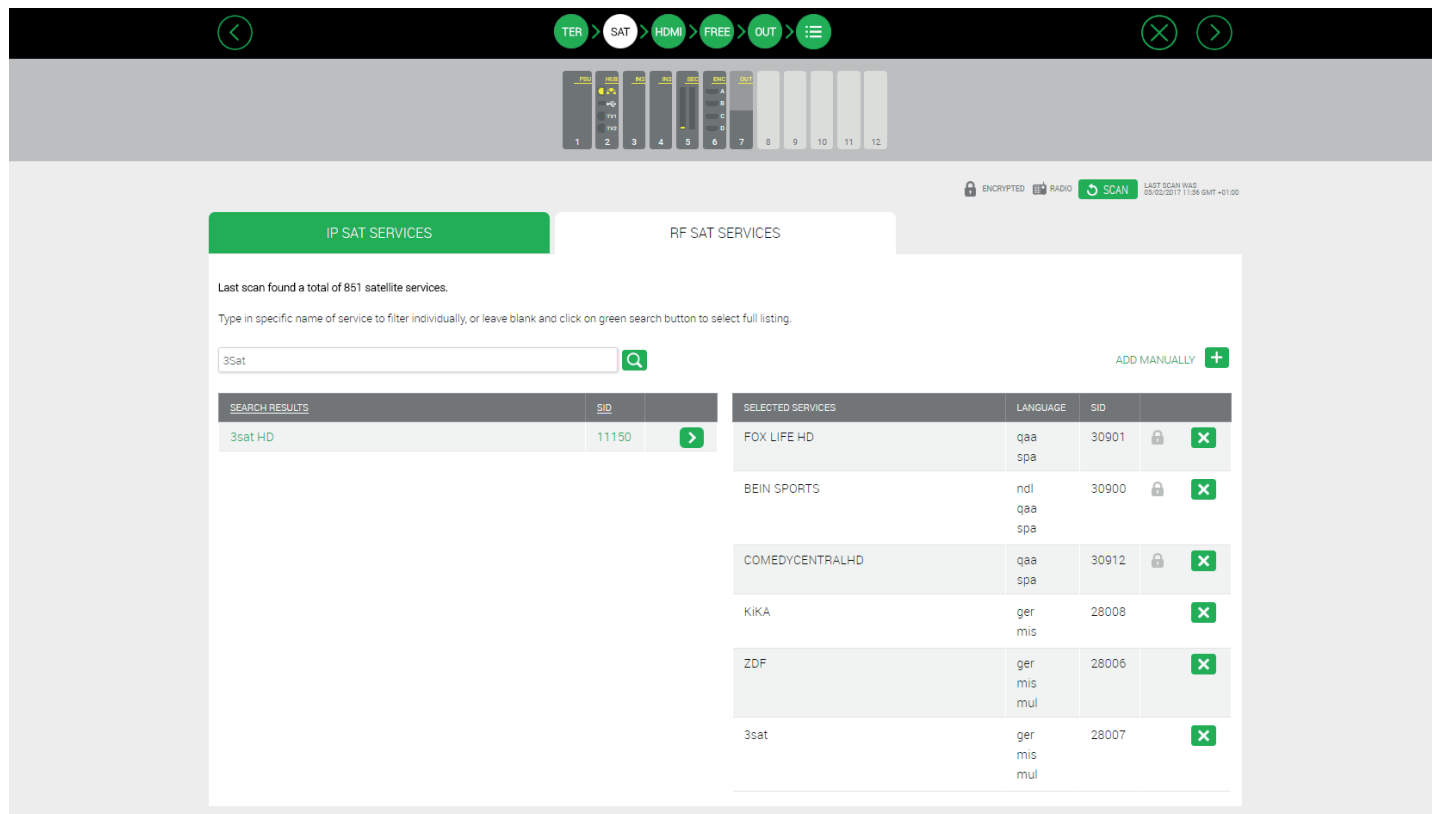 TER SAT HDMI FREE OUT
PSU HUB IN2 IN2 SEC ENC OUT
A
B
TV1 C
TV2 D
1 2 3 4 5 6 7 8 9 10 11 12
ENCRYPTED RADIO SCAN LAST SCAN WAS
03/02/2017 11:36 GMT +01:00
IP SAT SERVICES RF SAT SERVICES
Last scan found a total of 851 satellite services.
Type in specific name of service to filter individually, or leave blank and click on green search button to select full listing.
3Sat ADD MANUALLY
SEARCH RESULTS SID SELECTED SERVICES LANGUAGE SID
3sat HD 11150 FOX LIFE HD qaa 30901
spa
BEIN SPORTS ndl 30900
qaa
spa
COMEDYCENTRALHD qaa 30912
spa
KiKA ger 28008
mis
ZDF ger 28006
mis
mul
3sat ger 28007
mis
mul